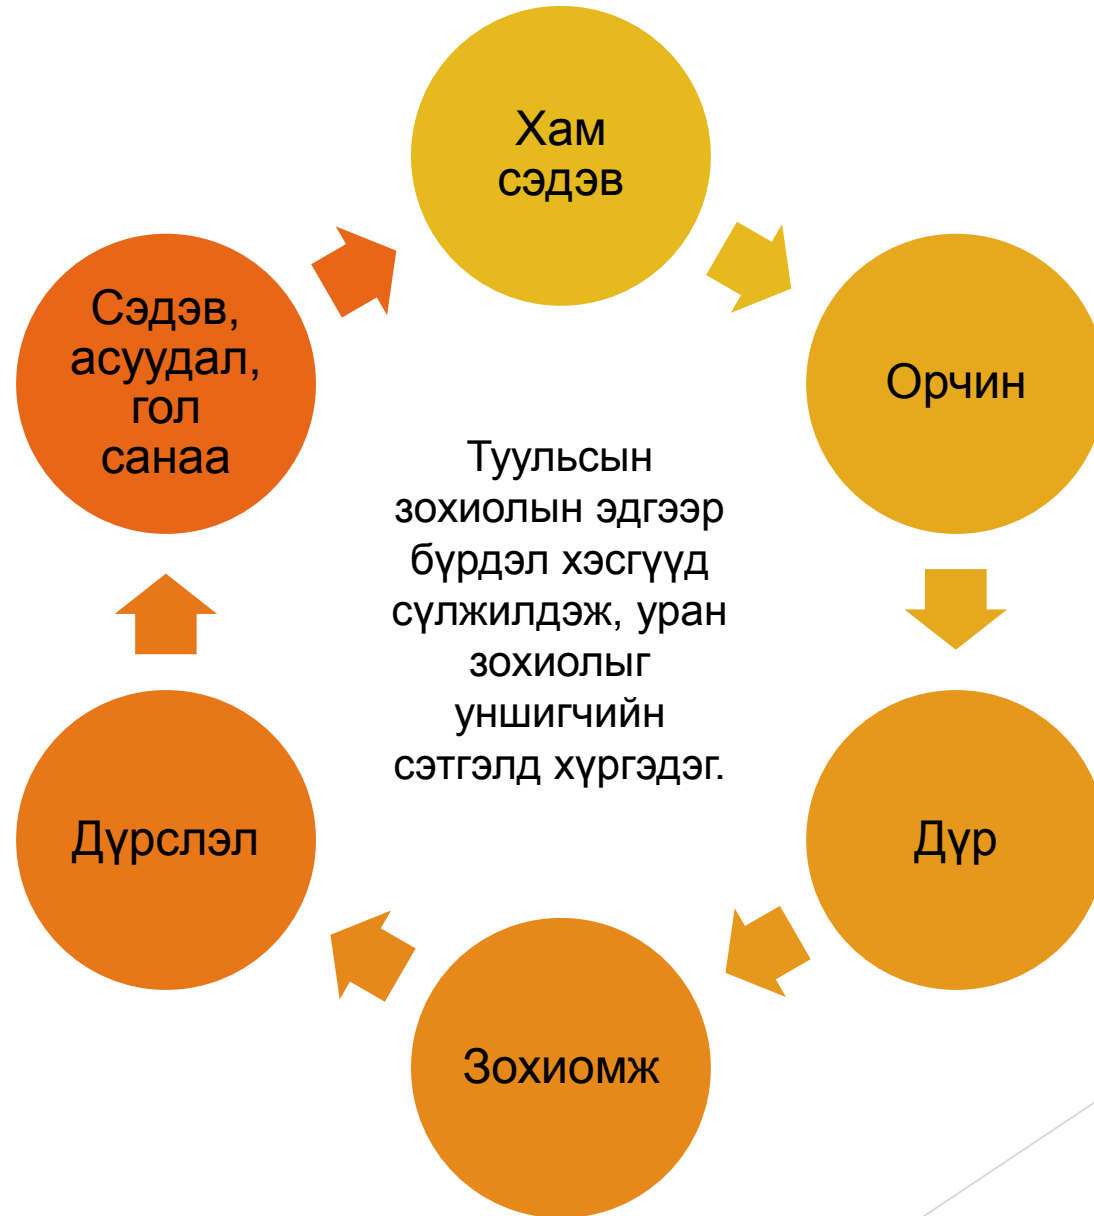 Хам
сэдэв
Орчин
Дүр
Зохиомж
Дүрслэл
Сэдэв,
асуудал,
гол
санаа
Туульсын
зохиолын эдгээр
бүрдэл хэсгүүд
сүлжилдэж, уран
зохиолыг
уншигчийн
сэтгэлд хүргэдэг.